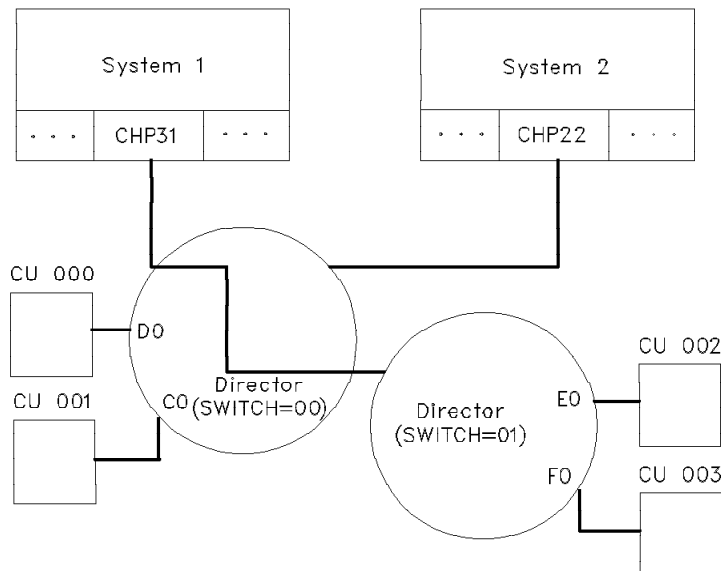 System 1
System 2
. . . CHP31 . . .
. . . CHP22 . . .
CU 000
D0
CU 001
C0
Director
(SWITCH=00)
CU 002
E0
Director
(SWITCH=01)
F0
CU 003